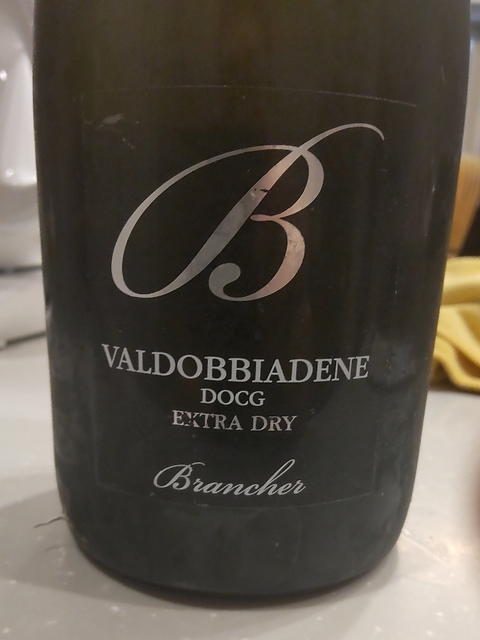 B
VALDOBBIADENE
DOCG
EXTRA DRY
Brancher